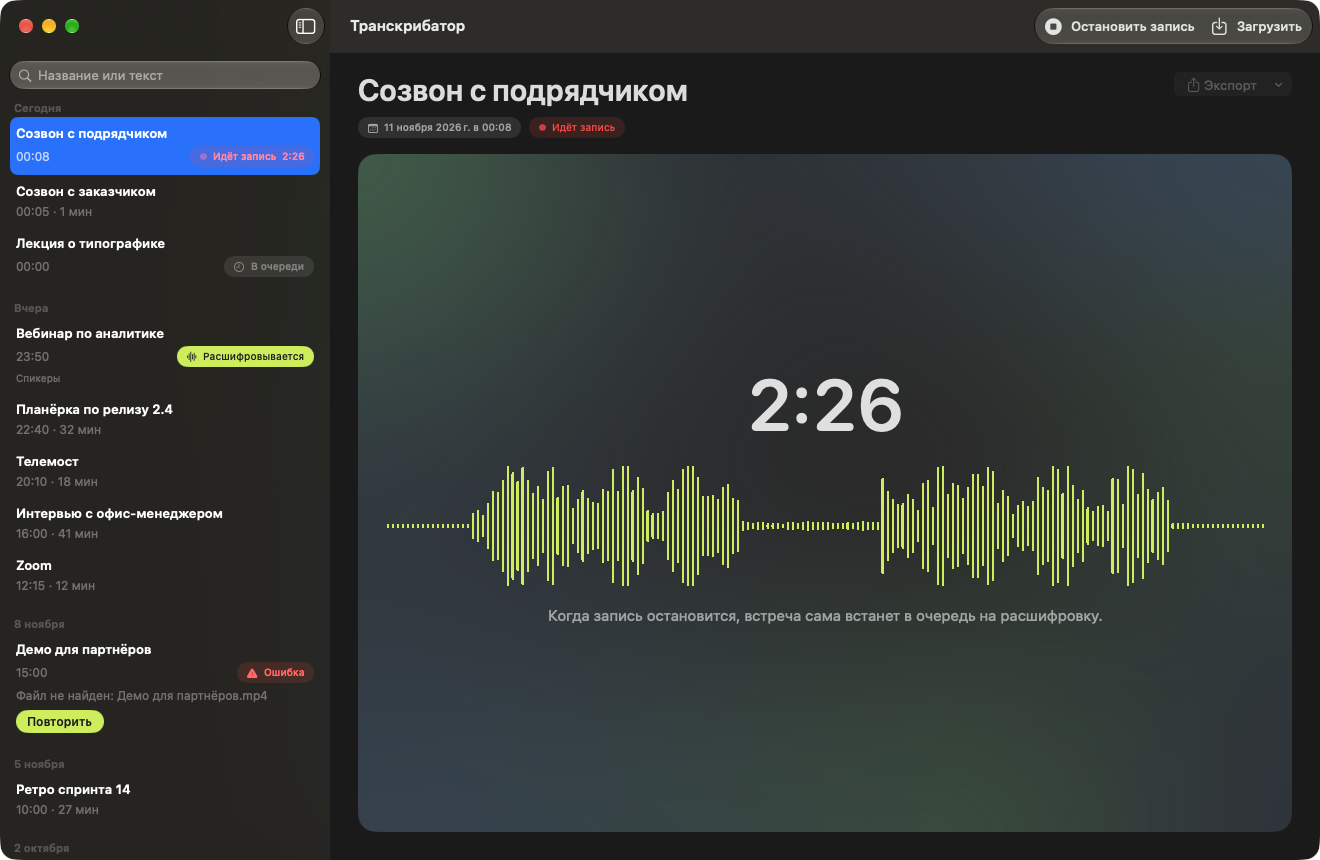 Транскрибатор
Остановить запись
Загрузить
Название или текст
Сегодня
Созвон с подрядчиком
00:08
Идёт запись 2:26
Созвон с заказчиком
00:05 · 1 мин
Лекция о типографике
00:00
В очереди
Вчера
Вебинар по аналитике
23:50
Расшифровывается
Спикеры
Планёрка по релизу 2.4
22:40 · 32 мин
Телемост
20:10 · 18 мин
Интервью с офис-менеджером
16:00 · 41 мин
Zoom
12:15 · 12 мин
8 ноября
Демо для партнёров
15:00
Ошибка
Файл не найден: Демо для партнёров.mp4
Повторить
5 ноября
Ретро спринта 14
10:00 · 27 мин
2 октября
Созвон с подрядчиком
Экспорт
11 ноября 2026 г. в 00:08
Идёт запись
2:26
Когда запись остановится, встреча сама встанет в очередь на расшифровку.